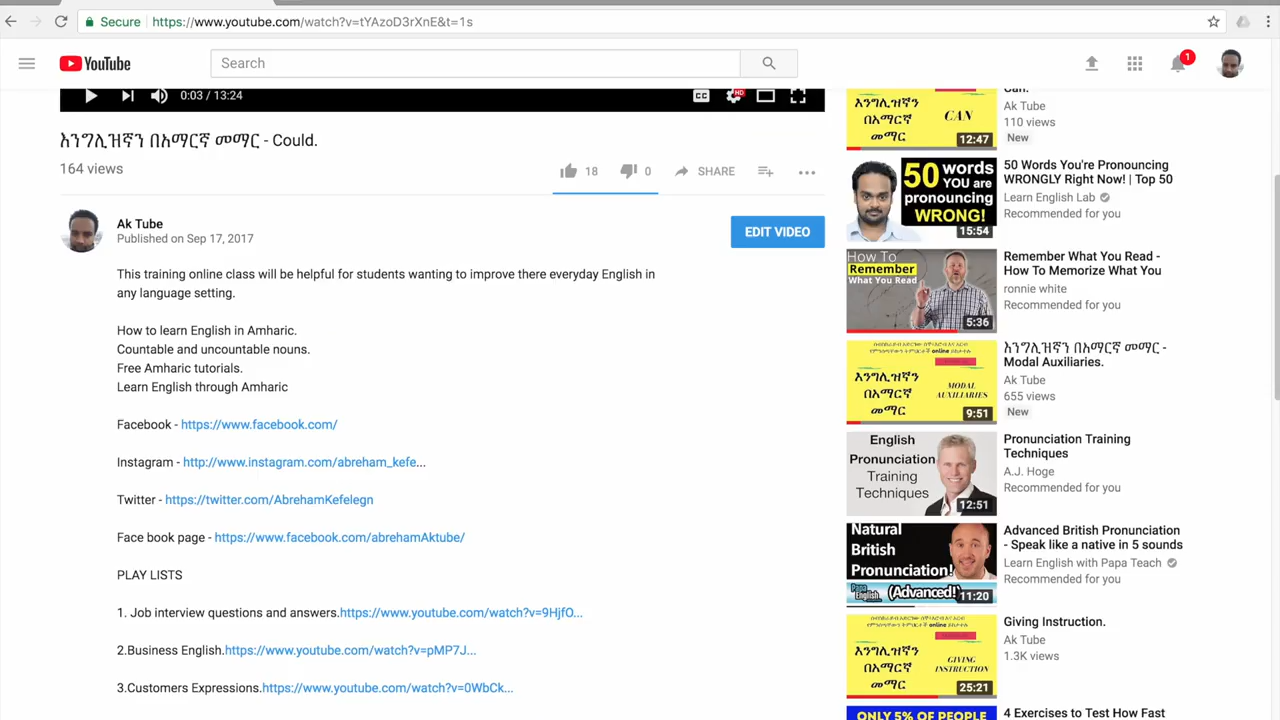 Secure
https://www.youtube.com/watch?v=tYAzoD3rXnE&t=1s
YouTube
Search
1
0:03 / 13:24
CC
HD
እንግሊዝኛን በአማርኛ መማር - Could.
164 views
18
0
SHARE
Ak Tube
Published on Sep 17, 2017
EDIT VIDEO
This training online class will be helpful for students wanting to improve there everyday English in
any language setting.
How to learn English in Amharic.
Countable and uncountable nouns.
Free Amharic tutorials.
Learn English through Amharic
Facebook - https://www.facebook.com/
Instagram - http://www.instagram.com/abreham_kefe...
Twitter - https://twitter.com/AbrehamKefelegn
Face book page - https://www.facebook.com/abrehamAktube/
PLAY LISTS
1. Job interview questions and answers.https://www.youtube.com/watch?v=9HjfO...
2.Business English.https://www.youtube.com/watch?v=pMP7J...
3.Customers Expressions.https://www.youtube.com/watch?v=0WbCk...
እንግሊዝኛን
በአማርኛ
መማር
CAN
12:47
Can.
Ak Tube
110 views
New
50 words
YOU are
pronouncing
WRONG!
15:54
50 Words You're Pronouncing
WRONGLY Right Now! | Top 50
Learn English Lab
Recommended for you
How To
Remember
What You Read
5:36
Remember What You Read -
How To Memorize What You
ronnie white
Recommended for you
እንግሊዝኛን
በአማርኛ
መማር
MODAL
AUXILIARIES
9:51
እንግሊዝኛን በአማርኛ መማር -
Modal Auxiliaries.
Ak Tube
655 views
New
English
Pronunciation
Training
Techniques
12:51
Pronunciation Training
Techniques
A.J. Hoge
Recommended for you
Natural
British
Pronunciation!
Papa
English
(Advanced!)
11:20
Advanced British Pronunciation
- Speak like a native in 5 sounds
Learn English with Papa Teach
Recommended for you
እንግሊዝኛን
በአማርኛ
መማር
GIVING
INSTRUCTION
25:21
Giving Instruction.
Ak Tube
1.3K views
ONLY 5% OF PEOPLE
4 Exercises to Test How Fast